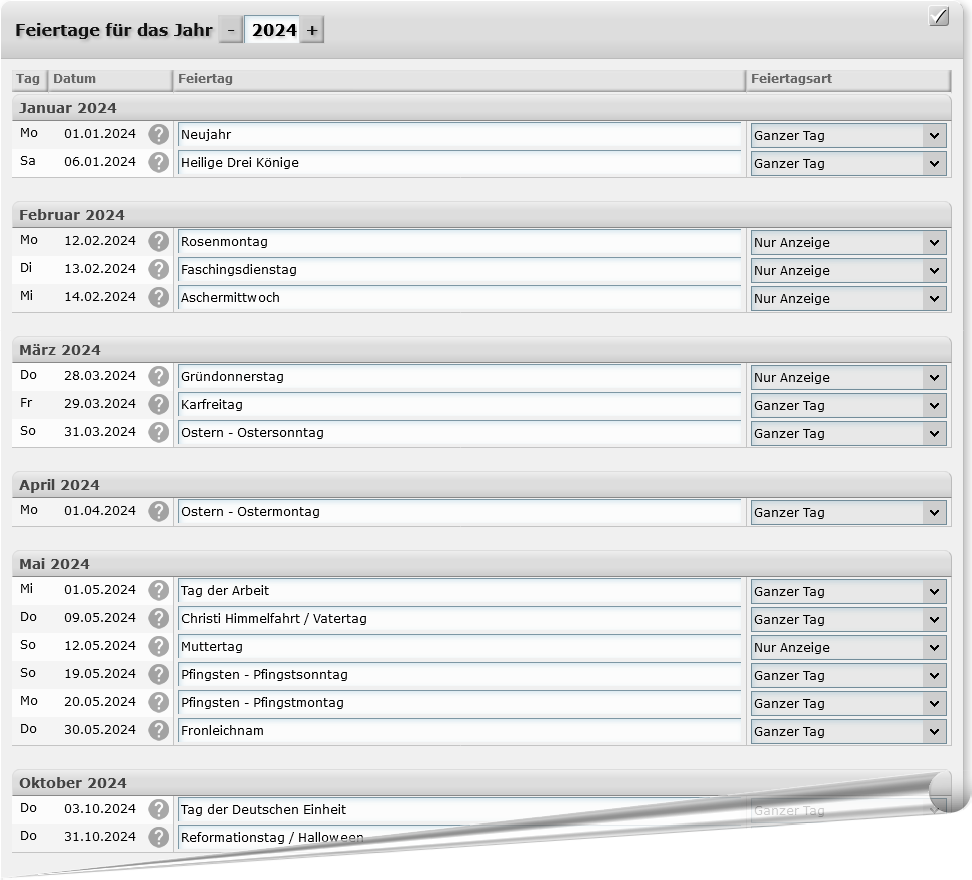 Feiertage für das Jahr - 2024 +
Tag Datum Feiertag Feiertagsart
Januar 2024
Mo 01.01.2024 ? Neujahr Ganzer Tag
Sa 06.01.2024 ? Heilige Drei Könige Ganzer Tag
Februar 2024
Mo 12.02.2024 ? Rosenmontag Nur Anzeige
Di 13.02.2024 ? Faschingsdienstag Nur Anzeige
Mi 14.02.2024 ? Aschermittwoch Nur Anzeige
März 2024
Do 28.03.2024 ? Gründonnerstag Nur Anzeige
Fr 29.03.2024 ? Karfreitag Ganzer Tag
So 31.03.2024 ? Ostern - Ostersonntag Ganzer Tag
April 2024
Mo 01.04.2024 ? Ostern - Ostermontag Ganzer Tag
Mai 2024
Mi 01.05.2024 ? Tag der Arbeit Ganzer Tag
Do 09.05.2024 ? Christi Himmelfahrt / Vatertag Ganzer Tag
So 12.05.2024 ? Muttertag Nur Anzeige
So 19.05.2024 ? Pfingsten - Pfingstsonntag Ganzer Tag
Mo 20.05.2024 ? Pfingsten - Pfingstmontag Ganzer Tag
Do 30.05.2024 ? Fronleichnam Ganzer Tag
Oktober 2024
Do 03.10.2024 ? Tag der Deutschen Einheit Ganzer Tag
Do 31.10.2024 ? Reformationstag / Halloween